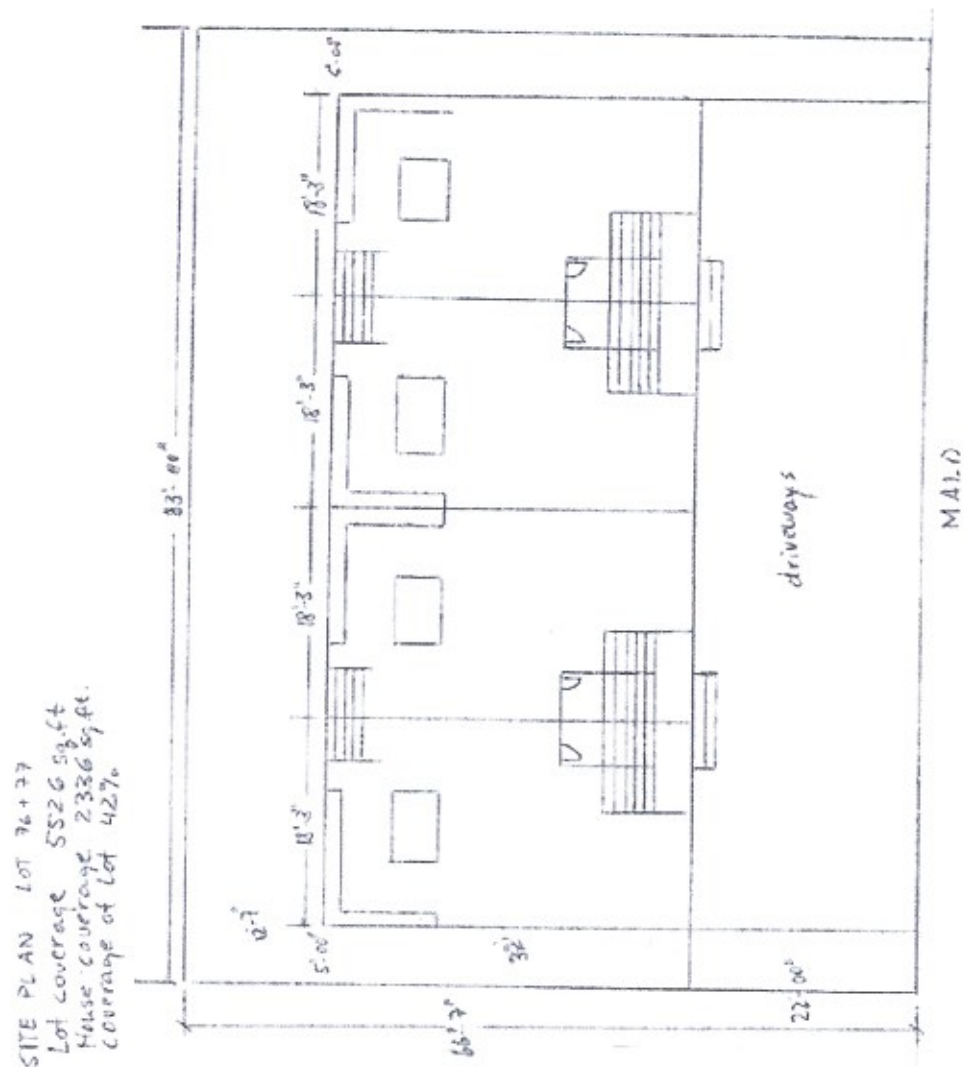 SITE PLAN LOT 76+77
Lot coverage 5526 sq.ft
House coverage 2336 sq.ft.
coverage of Lot 42%
83'-00"
12'-7"
5'-00"
18'-3"
18'-3"
18'-3"
18'-3"
6'-00"
32'
22'-00"
66'-7"
driveways